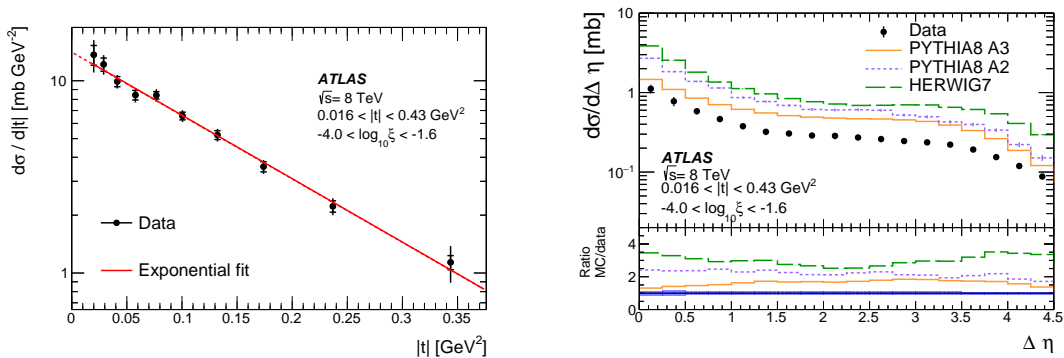 dσ / d|t| [mb GeV⁻²]
10
1
ATLAS
√s= 8 TeV
0.016 < |t| < 0.43 GeV²
-4.0 < log₁₀ξ < -1.6
Data
Exponential fit
0 0.05 0.1 0.15 0.2 0.25 0.3 0.35
|t| [GeV²]
dσ/dΔ η [mb]
10
1
10⁻¹
Data
PYTHIA8 A3
PYTHIA8 A2
HERWIG7
ATLAS
√s= 8 TeV
0.016 < |t| < 0.43 GeV²
-4.0 < log₁₀ξ < -1.6
Ratio
MC/data
4
2
0
0 0.5 1 1.5 2 2.5 3 3.5 4 4.5
Δ η